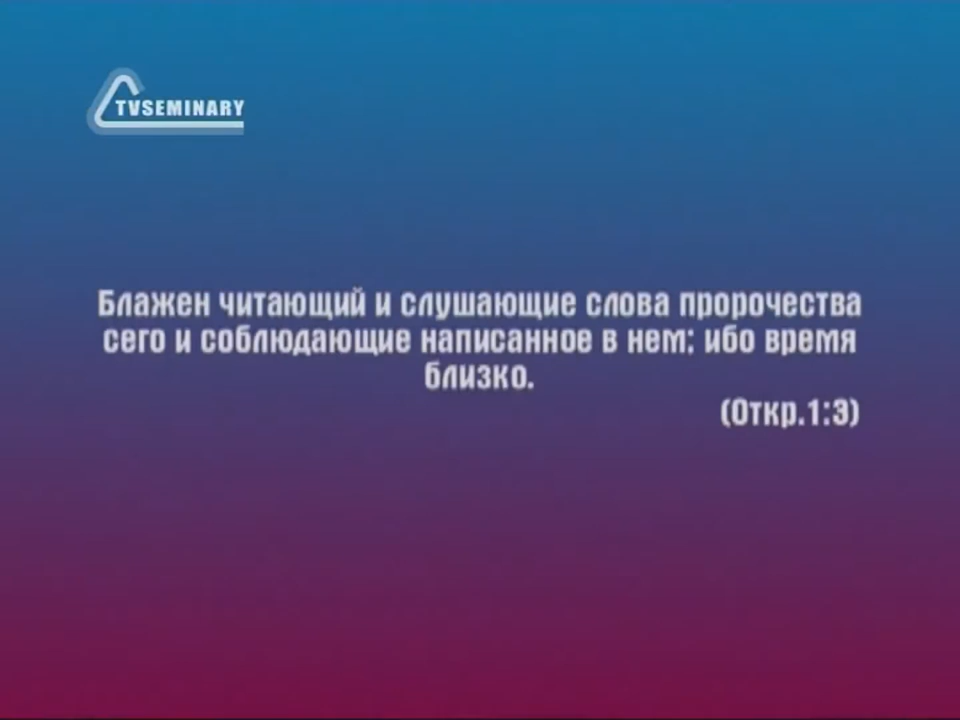 TVSEMINARY
Блажен читающий и слушающие слова пророчества
сего и соблюдающие написанное в нем; ибо время
близко.
(Откр.1:3)